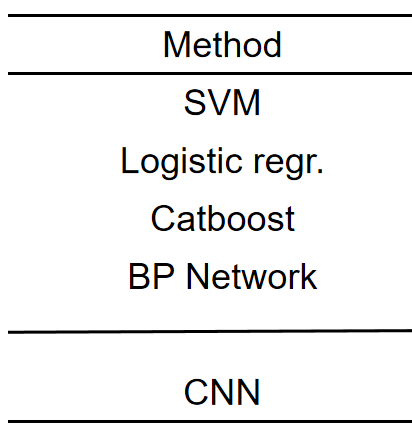 Method
SVM
Logistic regr.
Catboost
BP Network
CNN